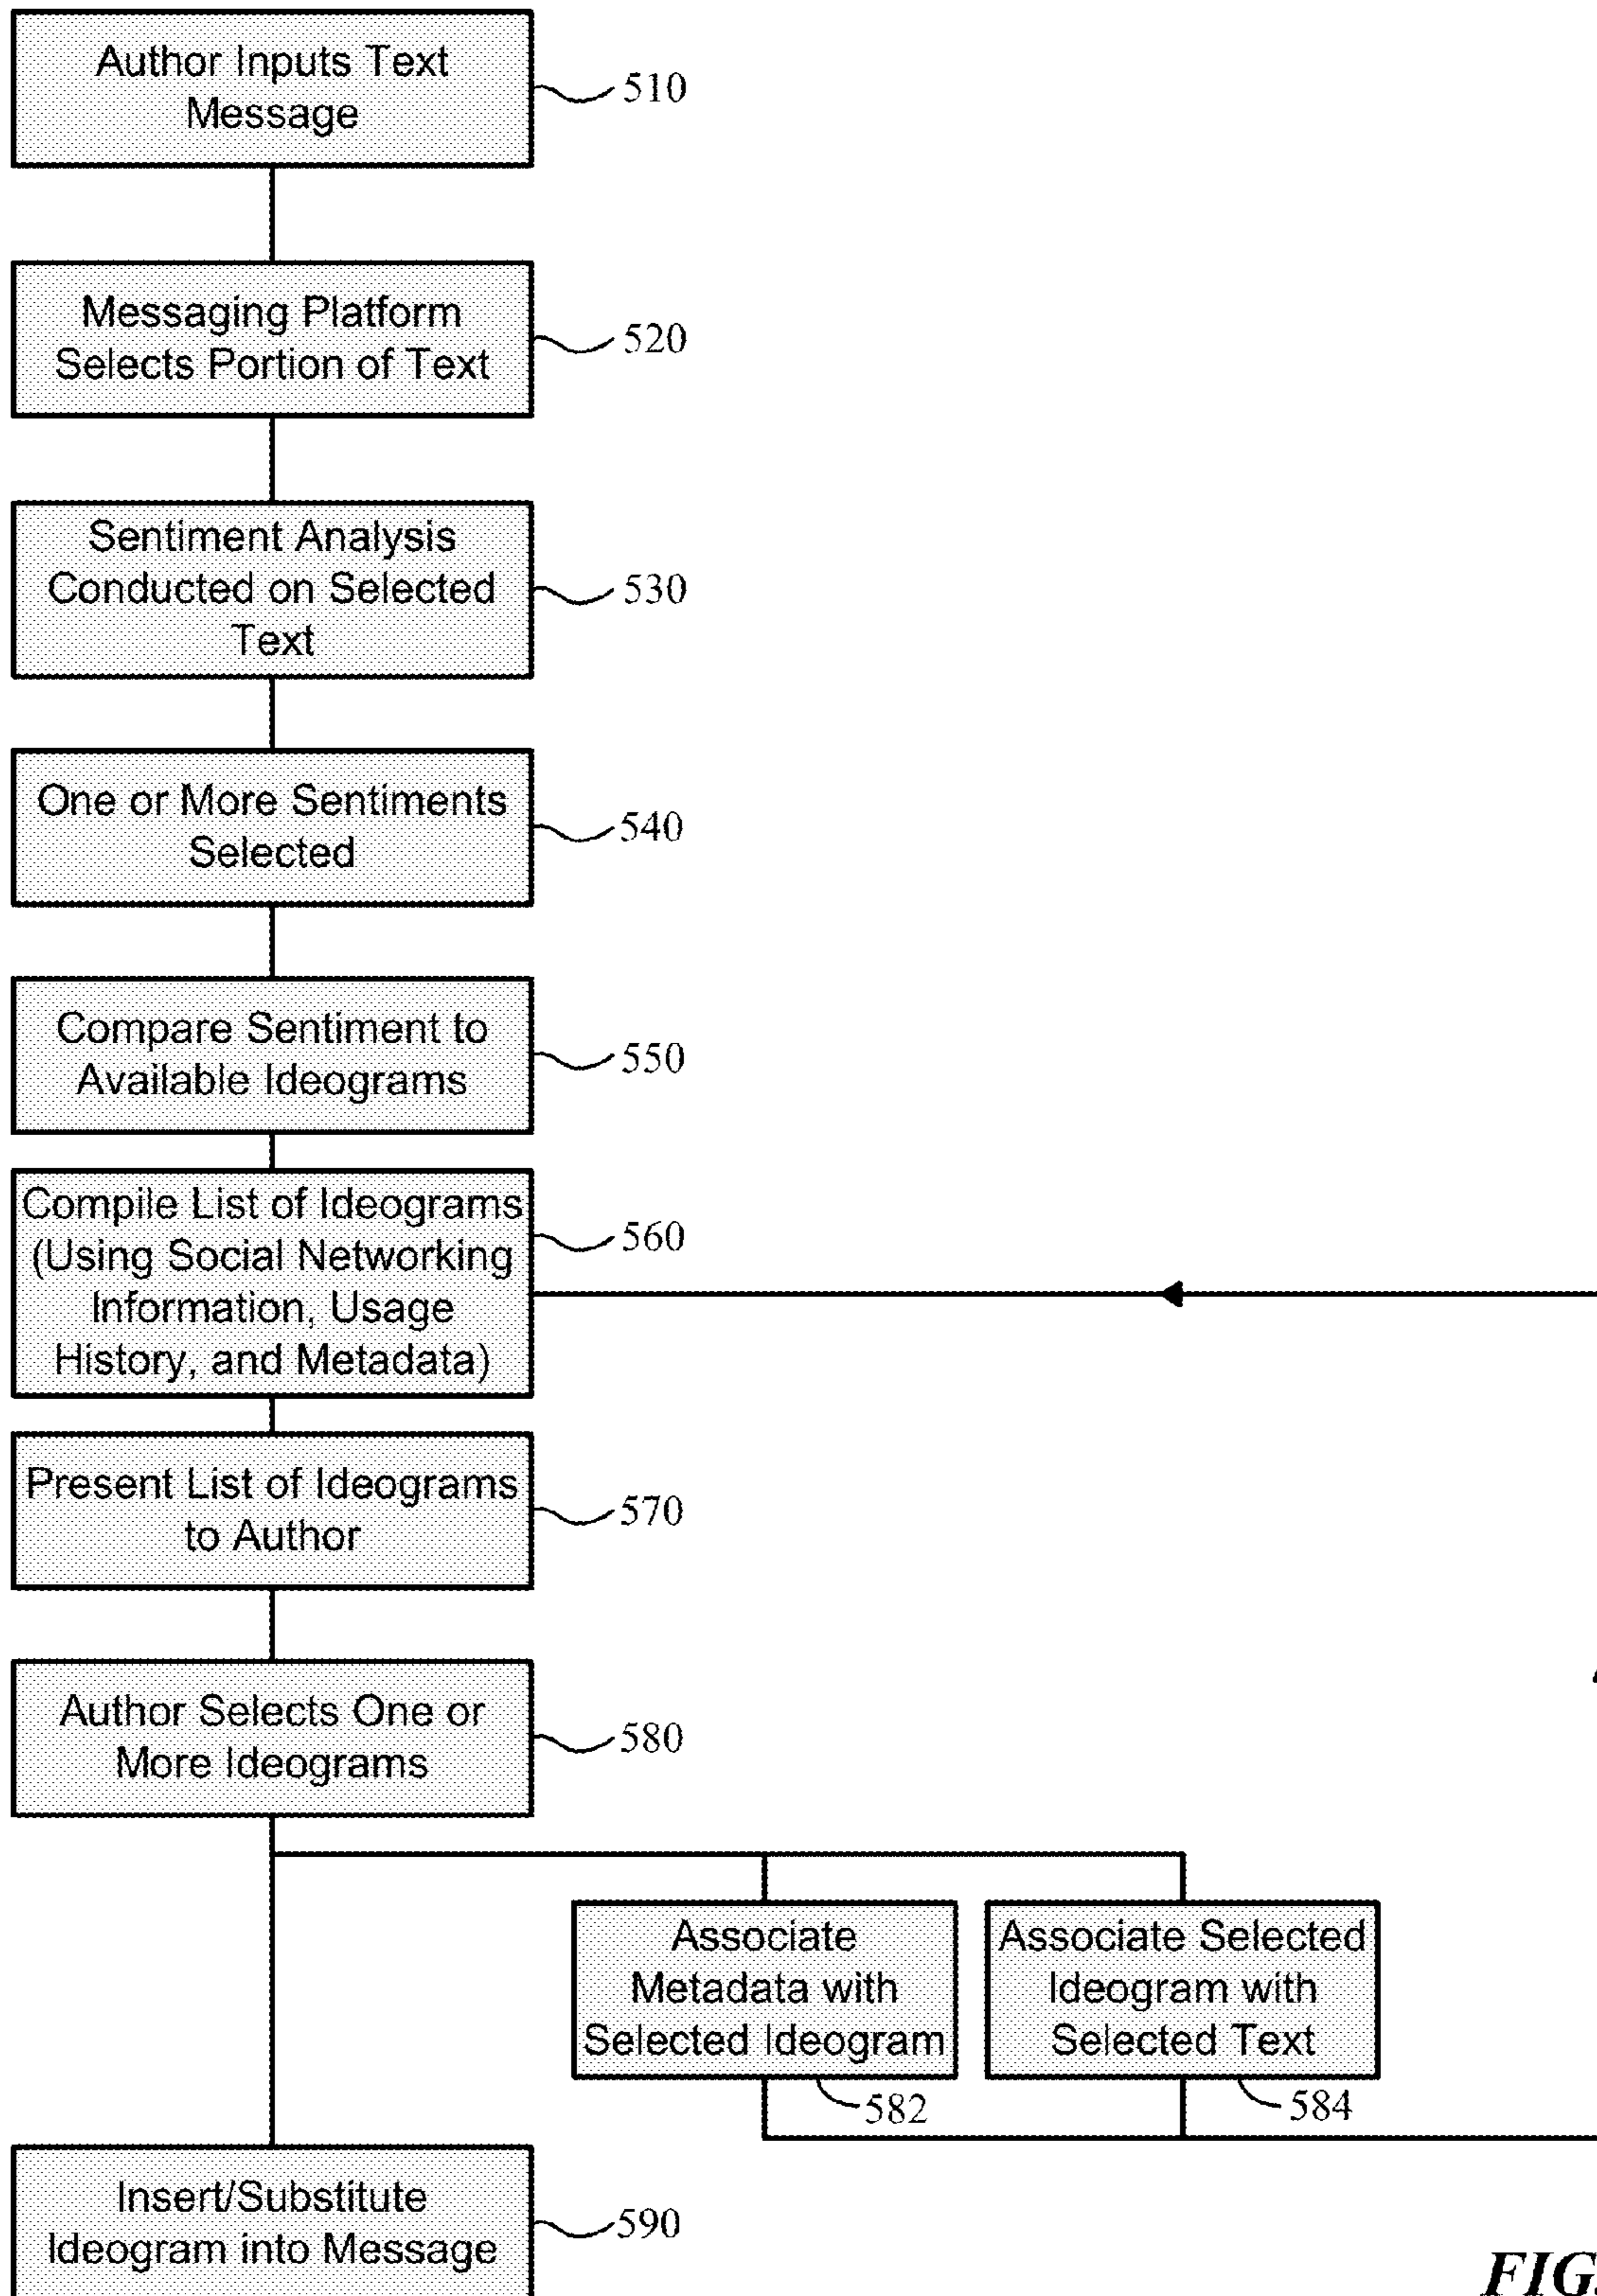 Author Inputs Text
Message
510
Messaging Platform
Selects Portion of Text
520
Sentiment Analysis
Conducted on Selected
Text
530
One or More Sentiments
Selected
540
Compare Sentiment to
Available Ideograms
550
Compile List of Ideograms
(Using Social Networking
Information, Usage
History, and Metadata)
560
Present List of Ideograms
to Author
570
Author Selects One or
More Ideograms
580
Associate
Metadata with
Selected Ideogram
582
Associate Selected
Ideogram with
Selected Text
584
Insert/Substitute
Ideogram into Message
590
FIG.